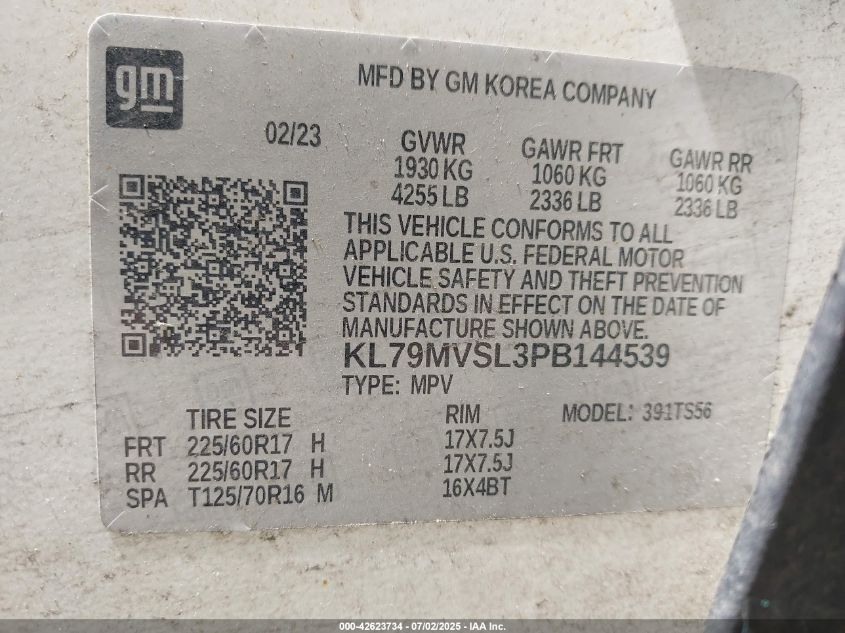 gm
MFD BY GM KOREA COMPANY
02/23
GVWR GAWR FRT GAWR RR
1930 KG 1060 KG 1060 KG
4255 LB 2336 LB 2336 LB
THIS VEHICLE CONFORMS TO ALL
APPLICABLE U.S. FEDERAL MOTOR
VEHICLE SAFETY AND THEFT PREVENTION
STANDARDS IN EFFECT ON THE DATE OF
MANUFACTURE SHOWN ABOVE.
KL79MVSL3PB144539
TYPE: MPV
TIRE SIZE RIM MODEL: 391TS56
FRT 225/60R17 H 17X7.5J
RR 225/60R17 H 17X7.5J
SPA T125/70R16 M 16X4BT
000-42623734 - 07/02/2025 - IAA Inc.